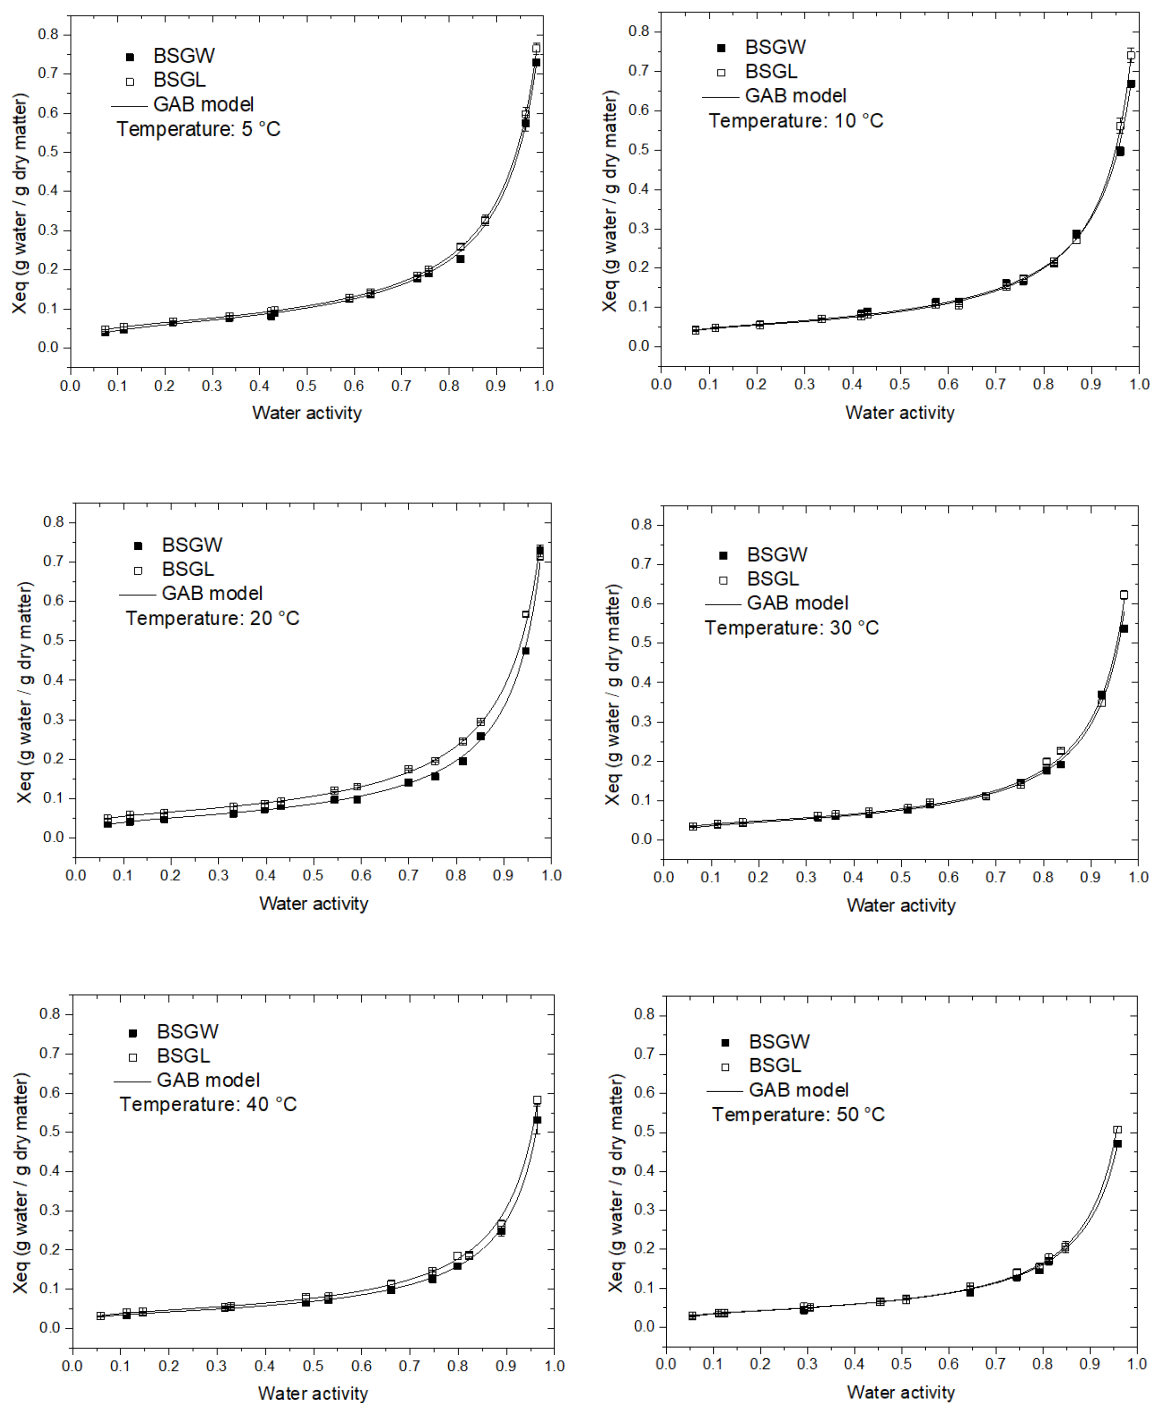 0.8
0.7
0.6
0.5
0.4
0.3
0.2
0.1
0.0
Xeq (g water / g dry matter)
BSGW
BSGL
GAB model
Temperature: 5 °C
0.0 0.1 0.2 0.3 0.4 0.5 0.6 0.7 0.8 0.9 1.0
Water activity
0.8
0.7
0.6
0.5
0.4
0.3
0.2
0.1
0.0
Xeq (g water / g dry matter)
BSGW
BSGL
GAB model
Temperature: 10 °C
0.0 0.1 0.2 0.3 0.4 0.5 0.6 0.7 0.8 0.9 1.0
Water activity
0.8
0.7
0.6
0.5
0.4
0.3
0.2
0.1
0.0
Xeq (g water / g dry matter)
BSGW
BSGL
GAB model
Temperature: 20 °C
0.0 0.1 0.2 0.3 0.4 0.5 0.6 0.7 0.8 0.9 1.0
Water activity
0.8
0.7
0.6
0.5
0.4
0.3
0.2
0.1
0.0
Xeq (g water / g dry matter)
BSGW
BSGL
GAB model
Temperature: 30 °C
0.0 0.1 0.2 0.3 0.4 0.5 0.6 0.7 0.8 0.9 1.0
Water activity
0.8
0.7
0.6
0.5
0.4
0.3
0.2
0.1
0.0
Xeq (g water / g dry matter)
BSGW
BSGL
GAB model
Temperature: 40 °C
0.0 0.1 0.2 0.3 0.4 0.5 0.6 0.7 0.8 0.9 1.0
Water activity
0.8
0.7
0.6
0.5
0.4
0.3
0.2
0.1
0.0
Xeq (g water / g dry matter)
BSGW
BSGL
GAB model
Temperature: 50 °C
0.0 0.1 0.2 0.3 0.4 0.5 0.6 0.7 0.8 0.9 1.0
Water activity